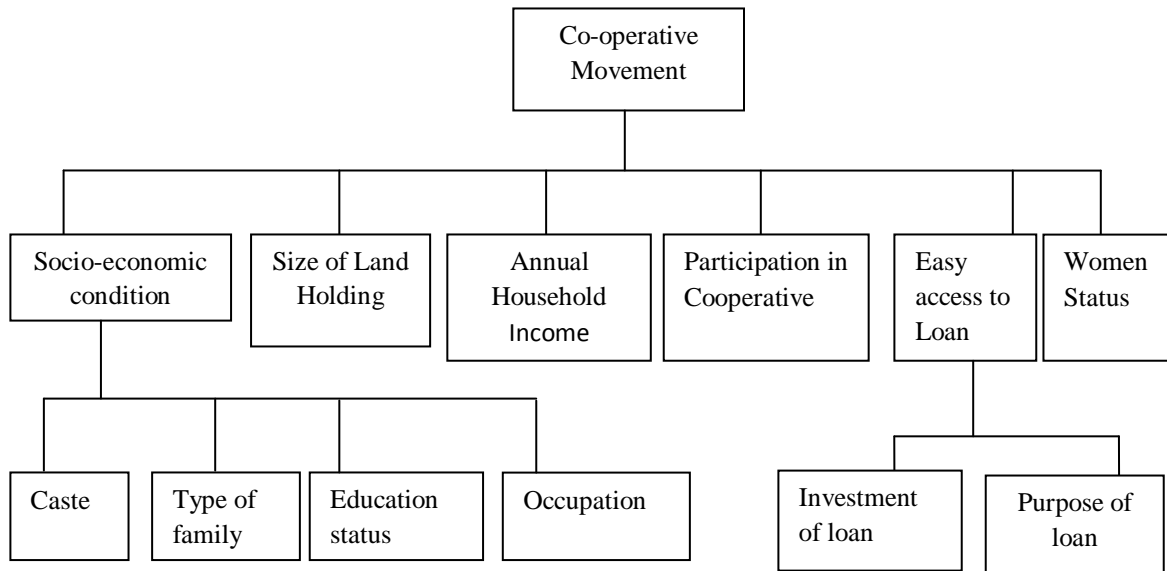 Co-operative
Movement
Socio-economic
condition
Size of Land
Holding
Annual
Household
Income
Participation in
Cooperative
Easy
access to
Loan
Women
Status
Caste
Type of
family
Education
status
Occupation
Investment
of loan
Purpose of
loan